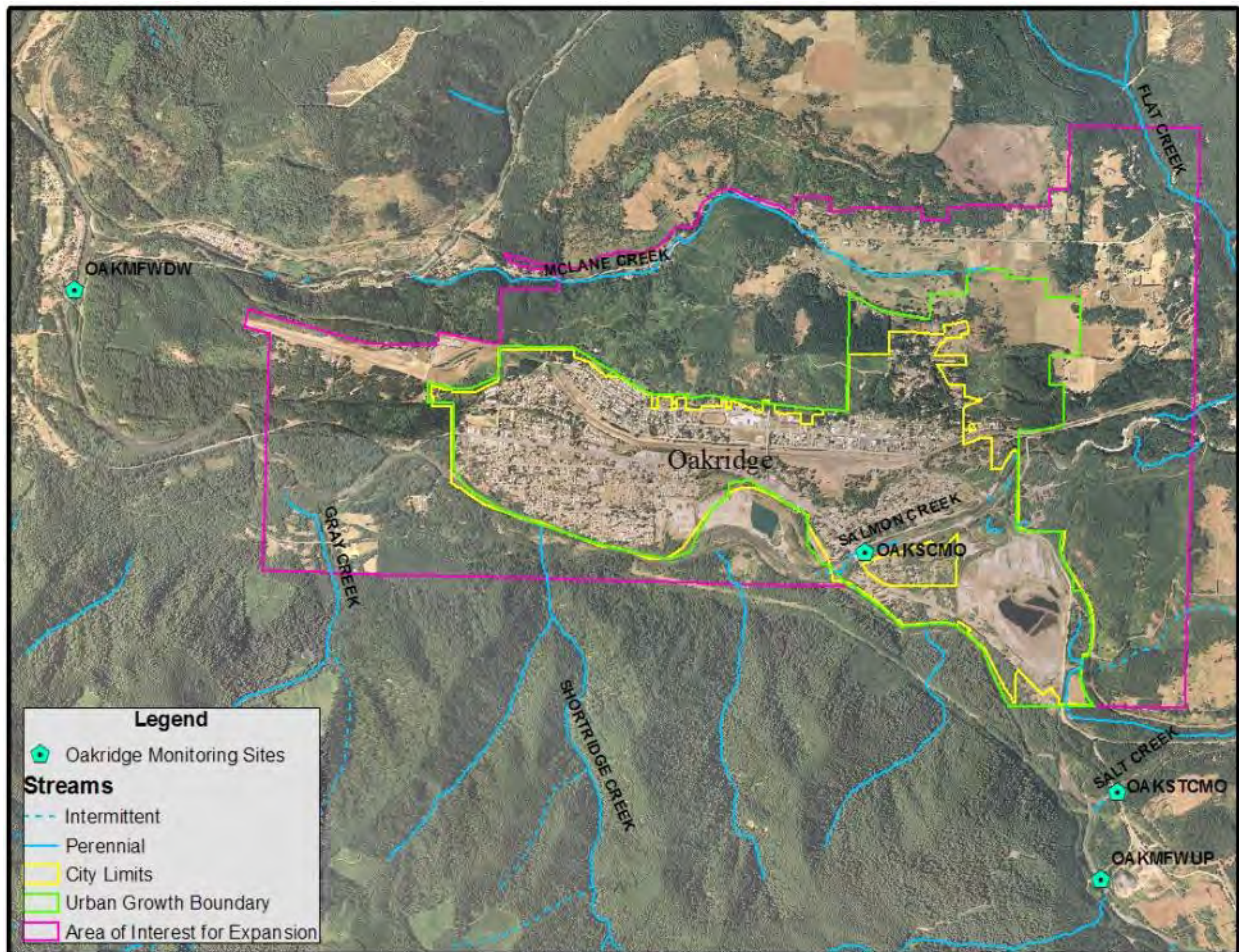 FLAT CREEK
OAKMFWDW
MCLANE CREEK
Oakridge
SALMON CREEK
OAKSCMO
GRAY CREEK
SHORTRIDGE CREEK
SALT CREEK
OAKSTCMO
OAKMFWUP
Legend
Oakridge Monitoring Sites
Streams
Intermittent
Perennial
City Limits
Urban Growth Boundary
Area of Interest for Expansion